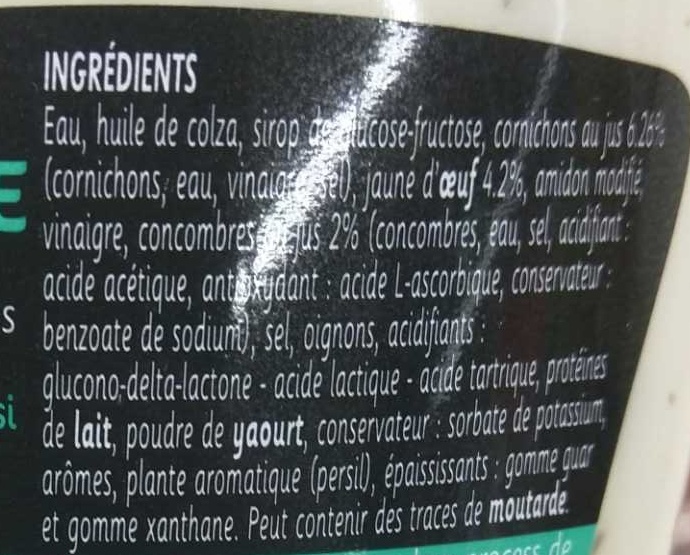 INGRÉDIENTS
Eau, huile de colza, sirop de glucose-fructose, cornichons au jus 6.26%
(cornichons, eau, vinaigre, sel), jaune d'œuf 4,2%, amidon modifié,
E
vinaigre, concombres jus 2% (concombres, eau, sel, acidifiant :
acide acétique, antioxydant : acide L-ascorbique, conservateur :
s
benzoate de sodium), sel, oignons, acidifiants :
glucono-delta-lactone - acide lactique - acide tartrique, protéines
si
de lait, poudre de yaourt, conservateur : sorbate de potassium,
arômes, plante aromatique (persil), épaississants : gomme guar
et gomme xanthane. Peut contenir des traces de moutarde.
de